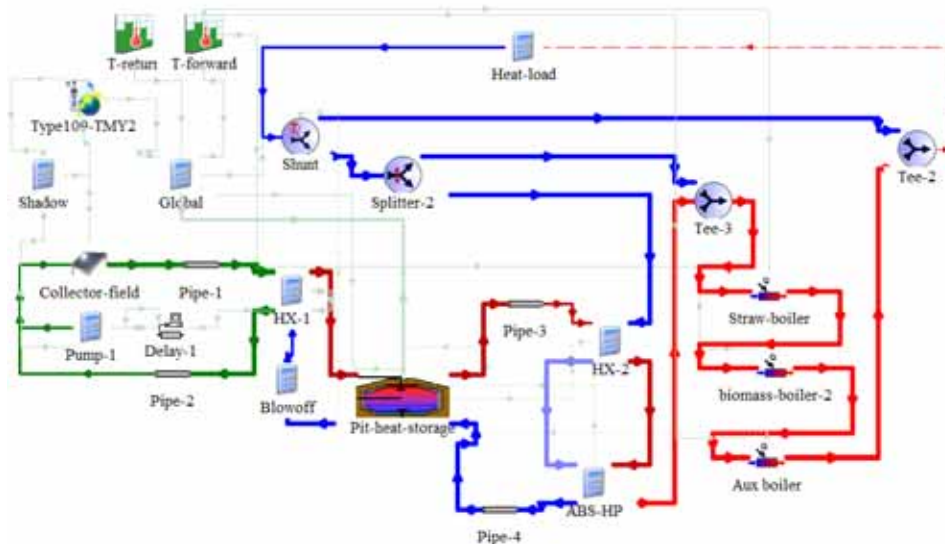 T-return
T-forward
Heat-load
Type109-TMY2
Shunt
Tee-2
Shadow
Global
Splitter-2
Tee-3
Collector-field
Pipe-1
HX-1
Pipe-3
Straw-boiler
Pump-1
Delay-1
HX-2
Pipe-2
Blowoff
Pit-heat-storage
biomass-boiler-2
Aux boiler
ABS-HP
Pipe-4